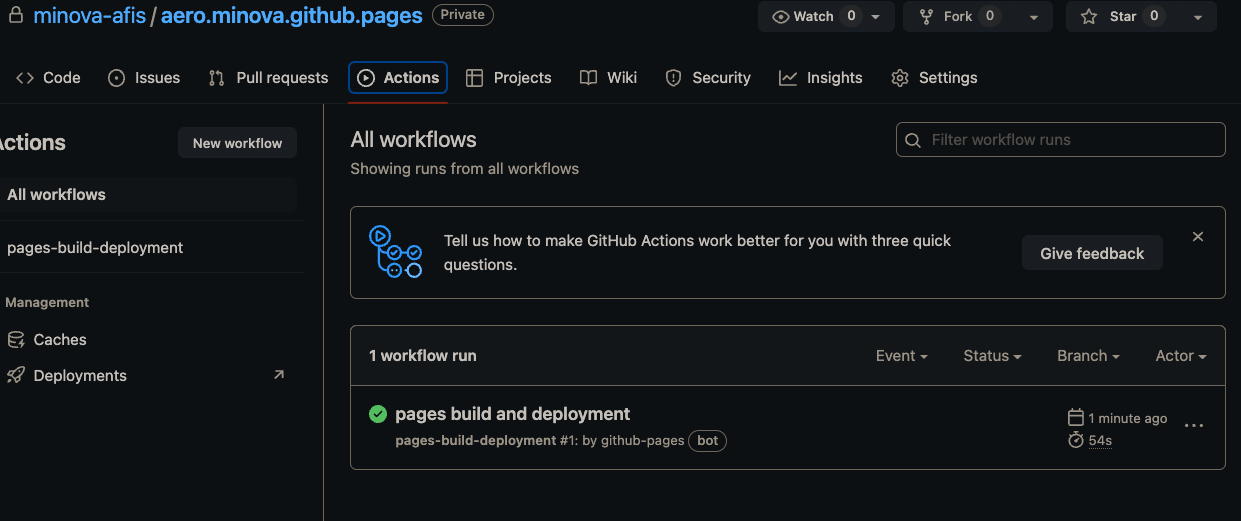 minova-afis / aero.minova.github.pages Private Watch 0 Fork 0 Star 0
Code Issues Pull requests Actions Projects Wiki Security Insights Settings
Actions New workflow
All workflows
pages-build-deployment
Management
Caches
Deployments
All workflows
Showing runs from all workflows
Filter workflow runs
Tell us how to make GitHub Actions work better for you with three quick
questions.
Give feedback
1 workflow run Event Status Branch Actor
pages build and deployment
pages-build-deployment #1: by github-pages bot
1 minute ago
54s